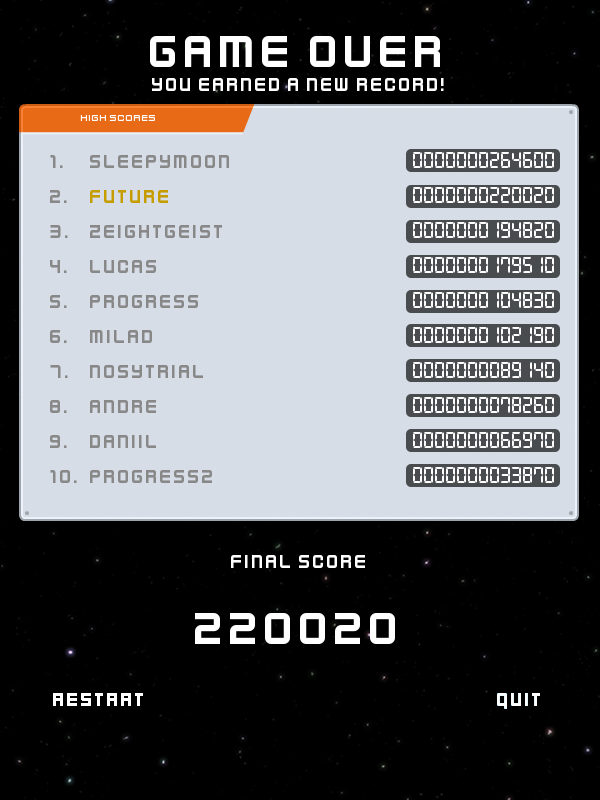 GAME OVER
YOU EARNED A NEW RECORD!
HIGH SCORES
1. SLEEPYMOON 0000000264600
2. FUTURE 0000000220020
3. ZEIGHTGEIST 0000000194820
4. LUCAS 0000000179510
5. PROGRESS 0000000104830
6. MILAD 0000000102190
7. NOSYTRIAL 0000000089140
8. ANDRE 0000000078260
9. DANIIL 0000000066970
10. PROGRESS2 0000000033870
FINAL SCORE
220020
RESTART QUIT